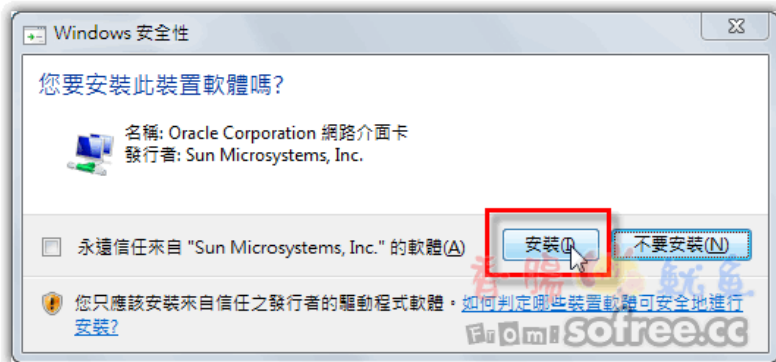 Windows 安全性
您要安裝此裝置軟體嗎?
名稱: Oracle Corporation 網路介面卡
發行者: Sun Microsystems, Inc.
永遠信任來自 "Sun Microsystems, Inc." 的軟體(A)
安裝(I)
不要安裝(N)
香腸 魷魚
您只應該安裝來自信任之發行者的驅動程式軟體。如何判定哪些裝置軟體可安全地進行
安裝?
From: sofree.cc